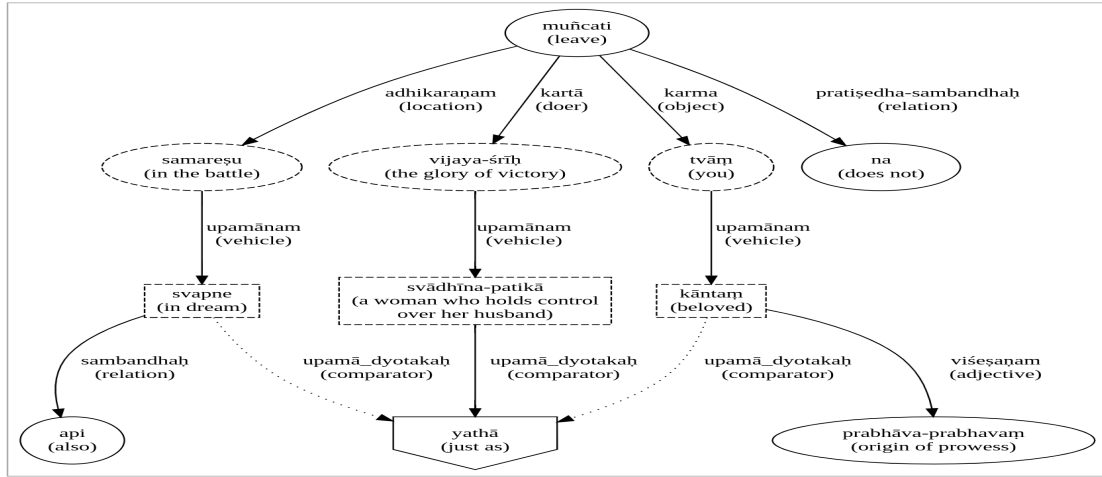 muñcati
(leave)
adhikaraṇam
(location)
kartā
(doer)
karma
(object)
pratiṣedha-sambandhaḥ
(relation)
samareṣu
(in the battle)
vijaya-śrīḥ
(the glory of victory)
tvāṃ
(you)
na
(does not)
upamānam
(vehicle)
upamānam
(vehicle)
upamānam
(vehicle)
svapne
(in dream)
svādhīna-patikā
(a woman who holds control
over her husband)
kāntaṃ
(beloved)
sambandhaḥ
(relation)
upamā_dyotakaḥ
(comparator)
upamā_dyotakaḥ
(comparator)
upamā_dyotakaḥ
(comparator)
viśeṣaṇam
(adjective)
api
(also)
yathā
(just as)
prabhāva-prabhavaṃ
(origin of prowess)